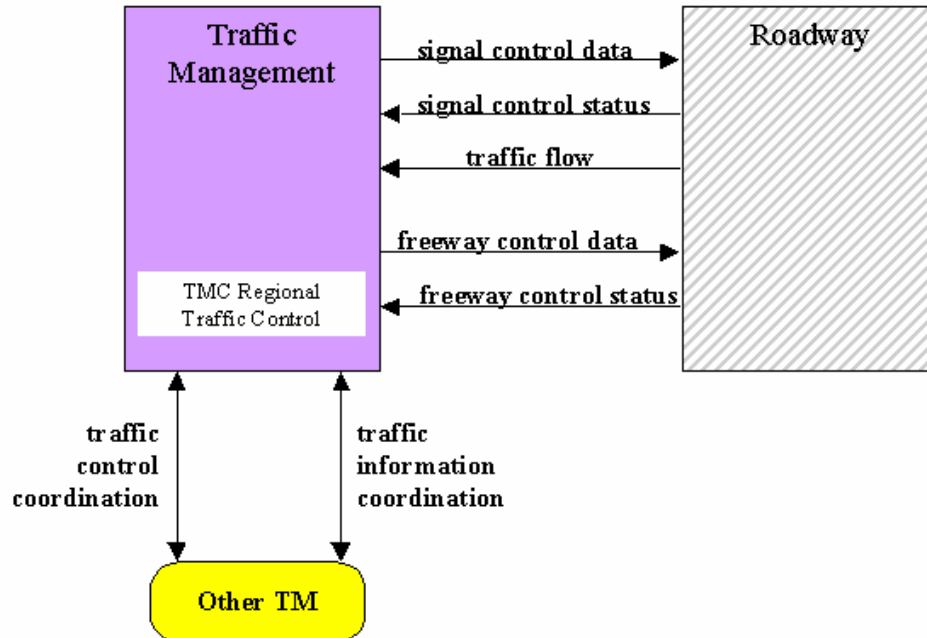 Traffic
Management
Roadway
signal control data
signal control status
traffic flow
freeway control data
freeway control status
TMC Regional
Traffic Control
traffic
control
coordination
traffic
information
coordination
Other TM